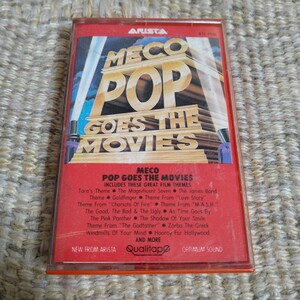 ARISTA
MECO
POP
GOES THE
MOVIES
MECO
POP GOES THE MOVIES
INCLUDES THESE GREAT FILM THEMES
Tara's Theme • The Magnificent Seven • The James Bond
Theme • Goldfinger • Theme From "Love Story"
Theme From "Chariots Of Fire" • Theme From "M*A*S*H"
The Good, The Bad & The Ugly • As Time Goes By
The Pink Panther • The Shadow Of Your Smile
Theme From "The Godfather" • Zorba The Greek
Windmills Of Your Mind • Hooray For Hollywood
AND MORE
NEW FROM ARISTA
Qualitape
SOUND